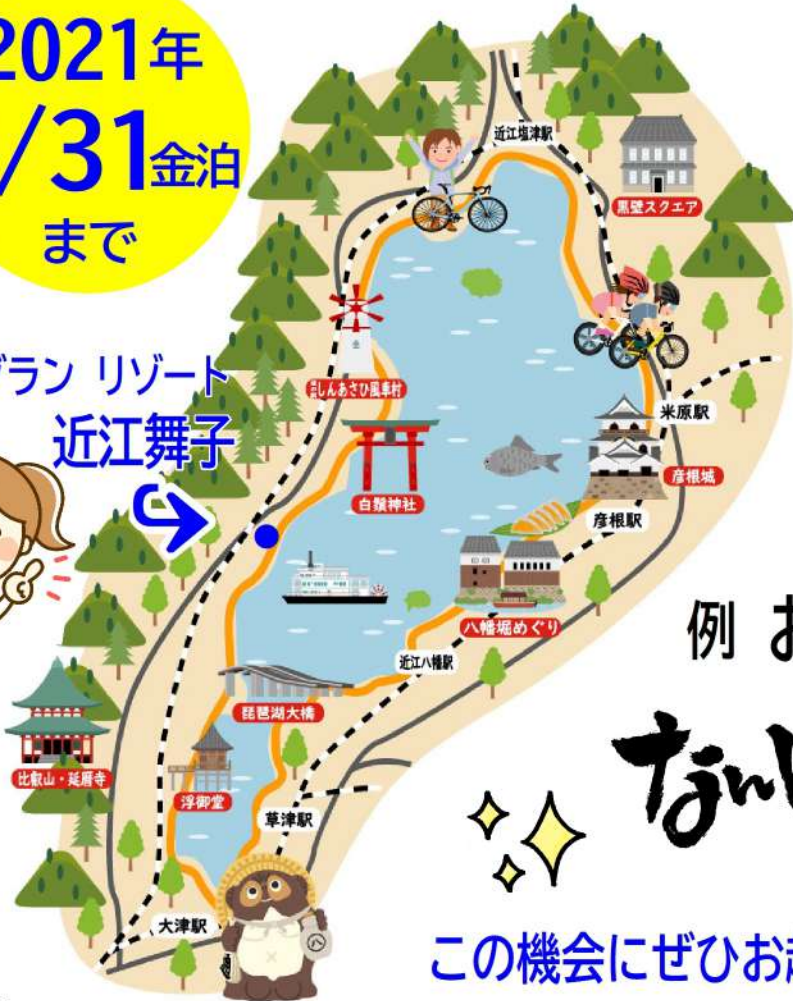 2021年
/31金泊
まで
近江塩津駅
黒壁スクエア
しんあさひ風車村
グラン リゾート
近江舞子
米原駅
白鬚神社
彦根城
彦根駅
八幡堀めぐり
近江八幡駅
例 お
琵琶湖大橋
比叡山・延暦寺
浮御堂
草津駅
大津駅
八
この機会にぜひお越